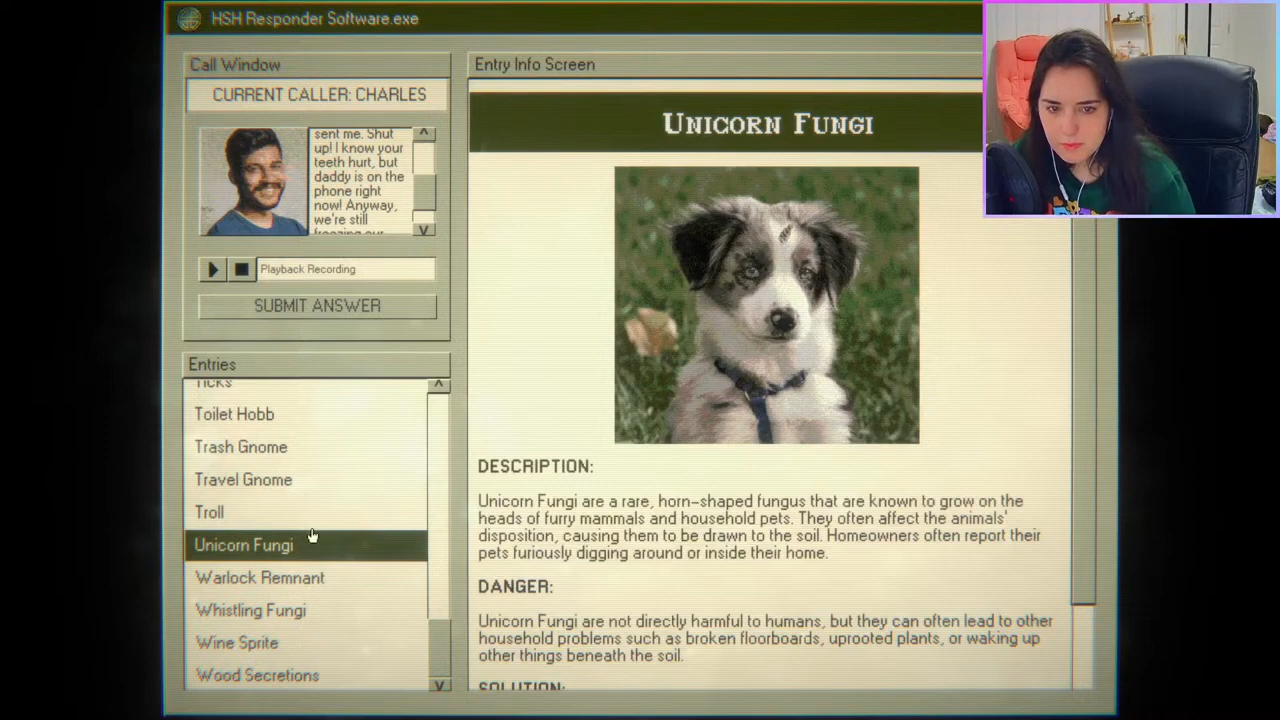 HSH Responder Software.exe
Call Window
CURRENT CALLER: CHARLES
sent me. Shut
up! I know your
teeth hurt, but
daddy is on the
phone right
now! Anyway,
we're still
freezing our
Playback Recording
SUBMIT ANSWER
Entries
Ticks
Toilet Hobb
Trash Gnome
Travel Gnome
Troll
Unicorn Fungi
Warlock Remnant
Whistling Fungi
Wine Sprite
Wood Secretions
Entry Info Screen
UNICORN FUNGI
DESCRIPTION:
Unicorn Fungi are a rare, horn-shaped fungus that are known to grow on the
heads of furry mammals and household pets. They often affect the animals'
disposition, causing them to be drawn to the soil. Homeowners often report their
pets furiously digging around or inside their home.
DANGER:
Unicorn Fungi are not directly harmful to humans, but they can often lead to other
household problems such as broken floorboards, uprooted plants, or waking up
other things beneath the soil.
SOLUTION: